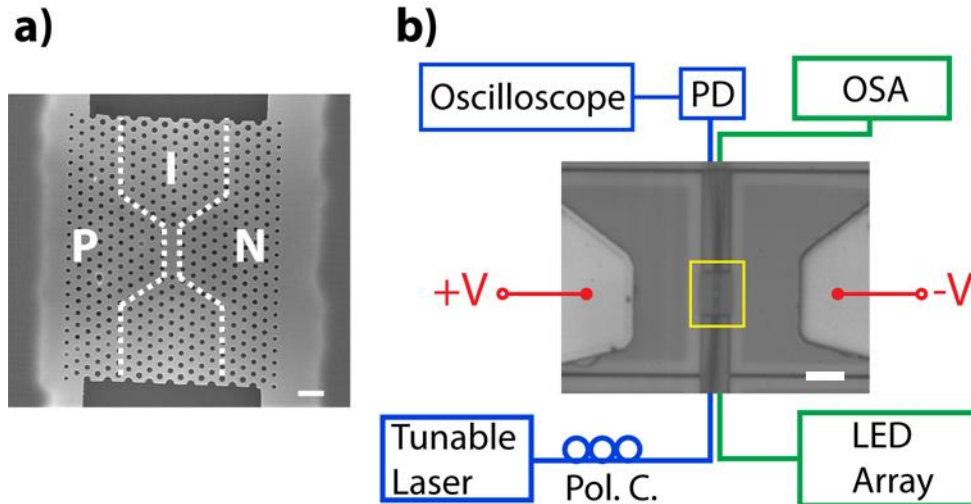 a)
P
I
N
b)
Oscilloscope
PD
OSA
+V
-V
Tunable
Laser
Pol. C.
LED
Array